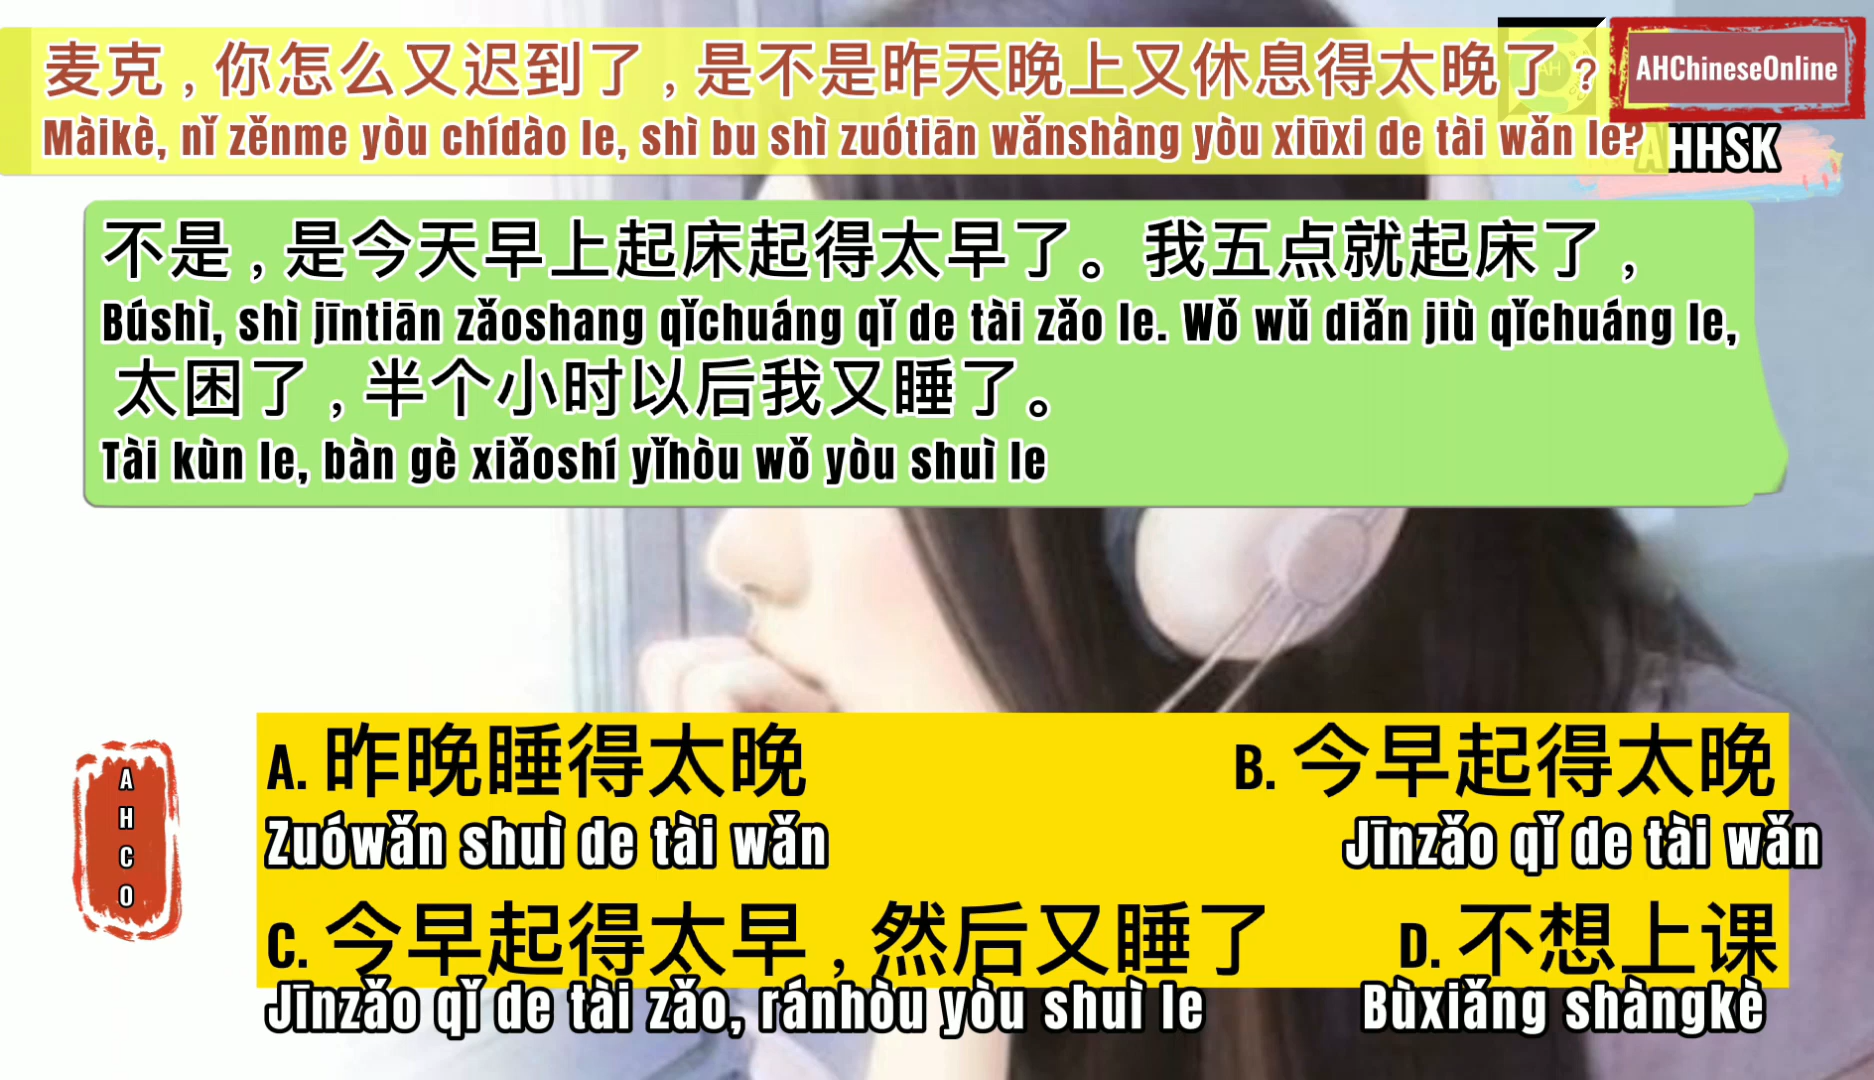 麦克，你怎么又迟到了，是不是昨天晚上又休息得太晚了？
AHChineseOnline
Màikè, nǐ zěnme yòu chídào le, shì bu shì zuótiān wǎnshàng yòu xiūxi de tài wǎn le?
AHHSK
不是，是今天早上起床起得太早了。我五点就起床了，
Búshì, shì jīntiān zǎoshang qǐchuáng qǐ de tài zǎo le. Wǒ wǔ diǎn jiù qǐchuáng le,
太困了，半个小时以后我又睡了。
Tài kùn le, bàn gè xiǎoshí yǐhòu wǒ yòu shuì le
A. 昨晚睡得太晚 B. 今早起得太晚
Zuówǎn shuì de tài wǎn Jīnzǎo qǐ de tài wǎn
C. 今早起得太早，然后又睡了 D. 不想上课
Jīnzǎo qǐ de tài zǎo, ránhòu yòu shuì le Bùxiǎng shàngkè
A
H
C
O